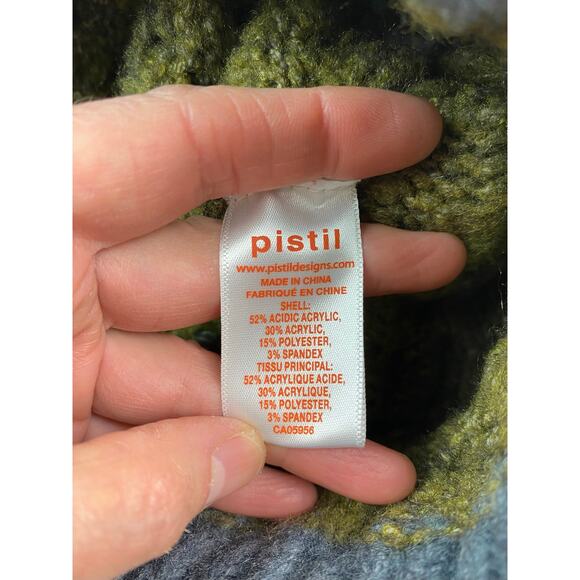 pistil
www.pistildesigns.com
MADE IN CHINA
FABRIQUÉ EN CHINE
SHELL:
52% ACIDIC ACRYLIC,
30% ACRYLIC,
15% POLYESTER,
3% SPANDEX
TISSU PRINCIPAL:
52% ACRYLIQUE ACIDE,
30% ACRYLIQUE,
15% POLYESTER,
3% SPANDEX
CA05956